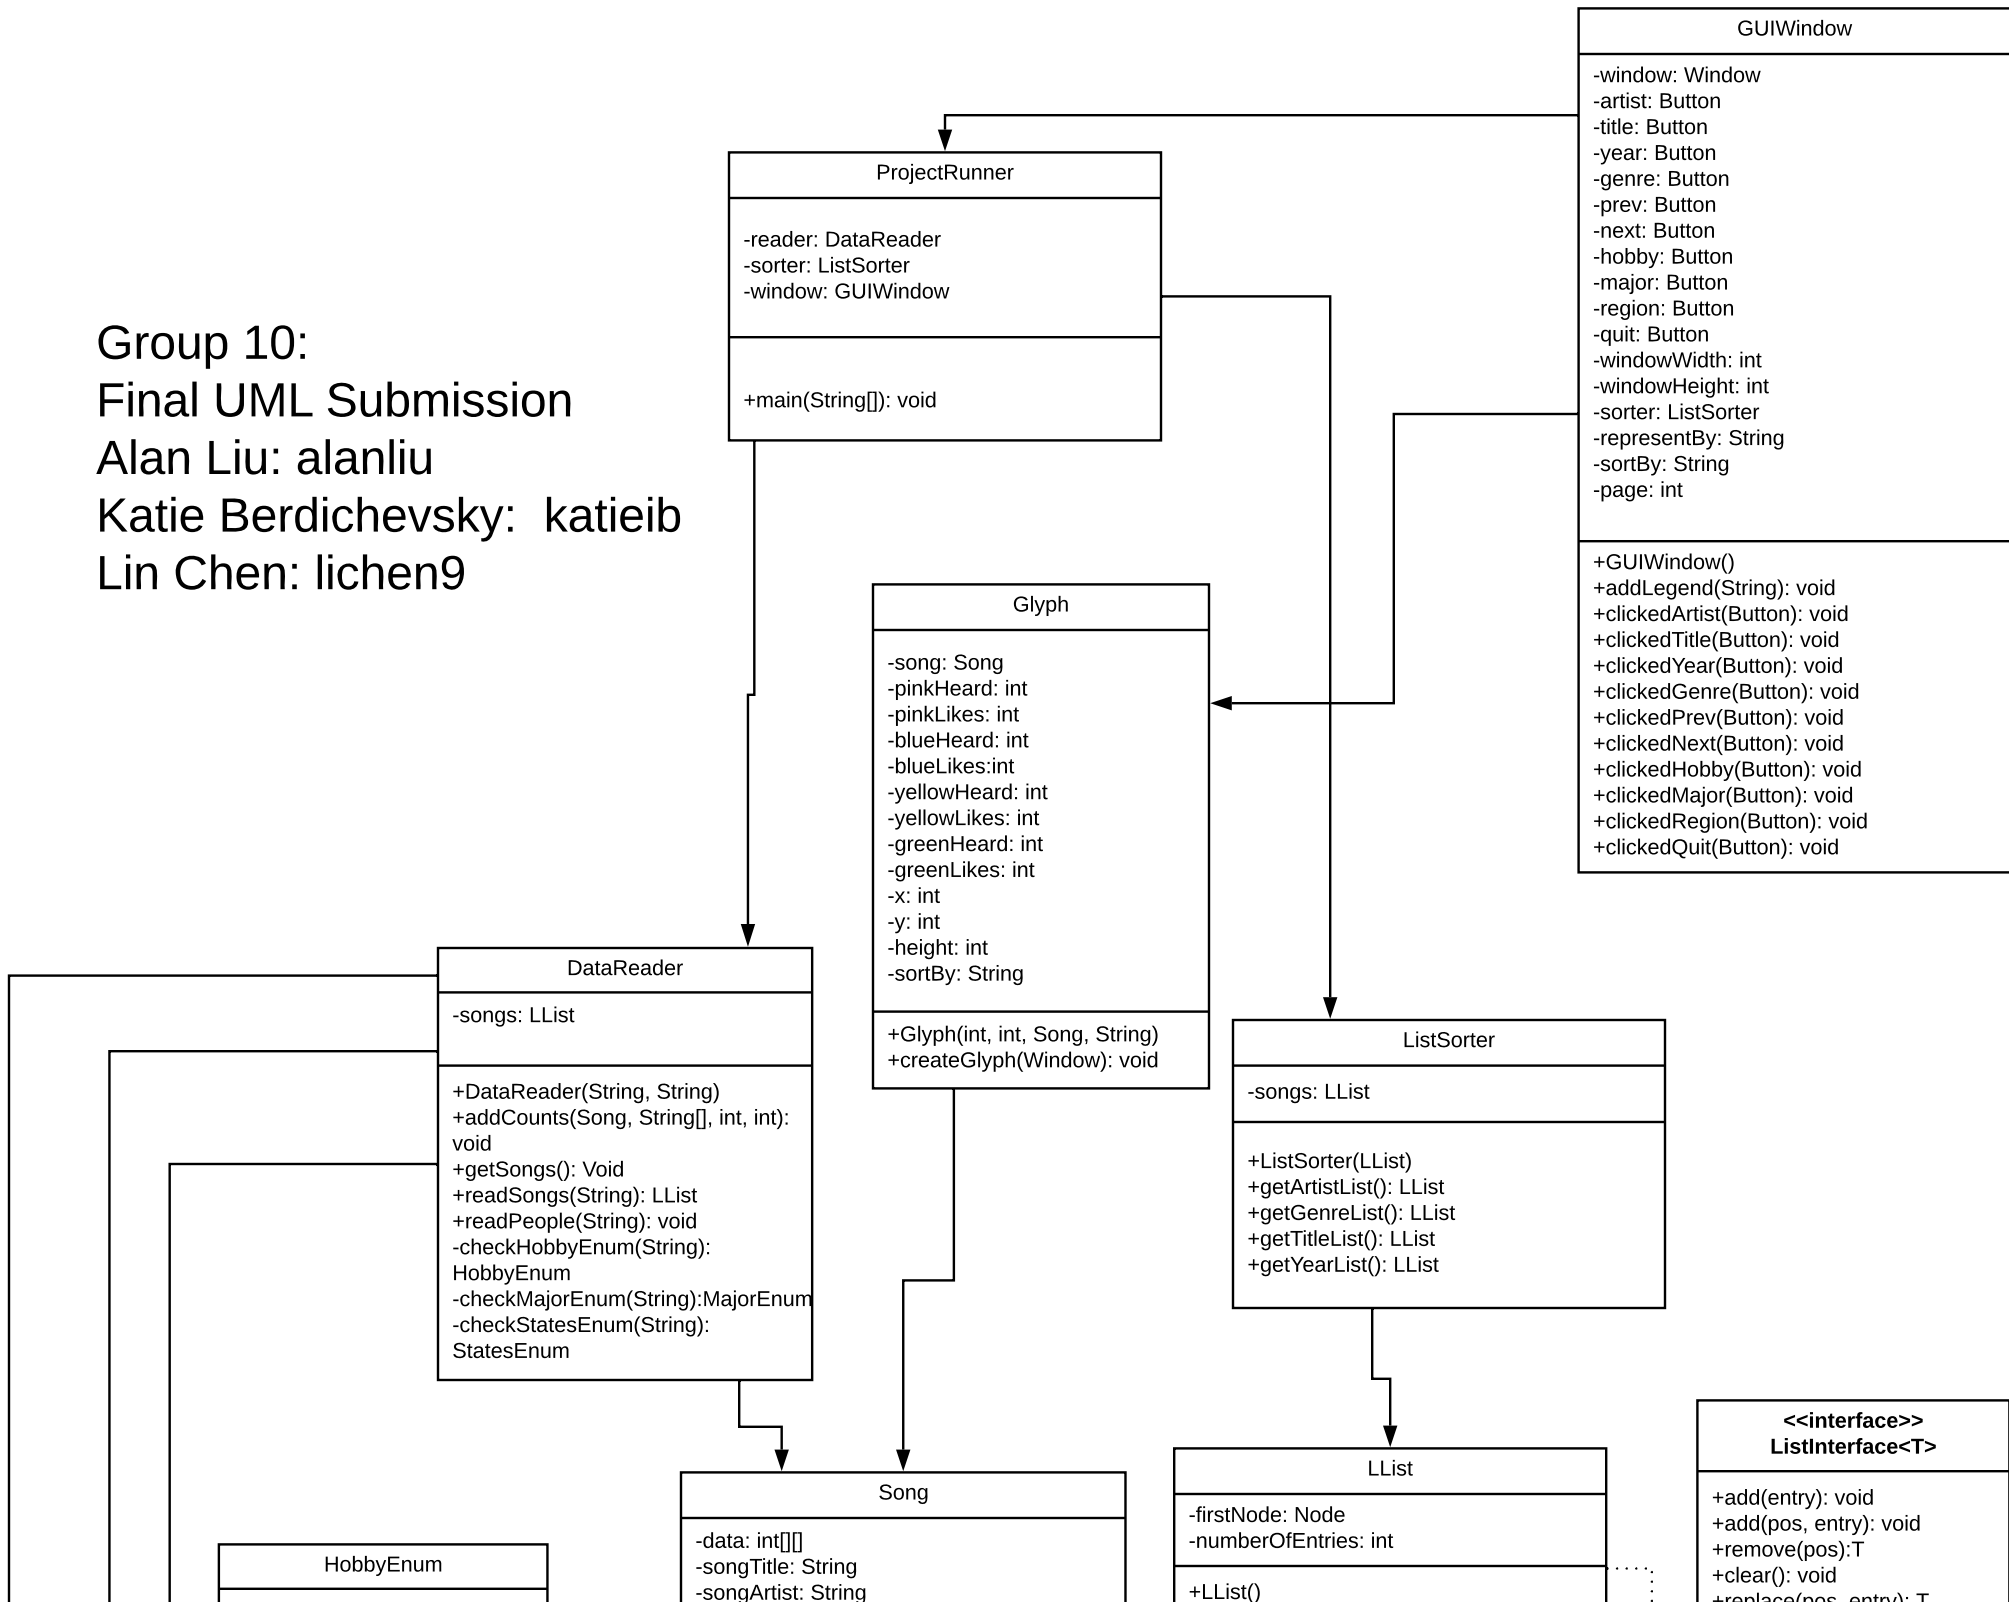 GUIWindow
-window: Window
-artist: Button
-title: Button
-year: Button
-genre: Button
-prev: Button
-next: Button
-hobby: Button
-major: Button
-region: Button
-quit: Button
-windowWidth: int
-windowHeight: int
-sorter: ListSorter
-representBy: String
-sortBy: String
-page: int
+GUIWindow()
+addLegend(String): void
+clickedArtist(Button): void
+clickedTitle(Button): void
+clickedYear(Button): void
+clickedGenre(Button): void
+clickedPrev(Button): void
+clickedNext(Button): void
+clickedHobby(Button): void
+clickedMajor(Button): void
+clickedRegion(Button): void
+clickedQuit(Button): void
ProjectRunner
-reader: DataReader
-sorter: ListSorter
-window: GUIWindow
+main(String[]): void
Group 10:
Final UML Submission
Alan Liu: alanliu
Katie Berdichevsky:  katieib
Lin Chen: lichen9
Glyph
-song: Song
-pinkHeard: int
-pinkLikes: int
-blueHeard: int
-blueLikes:int
-yellowHeard: int
-yellowLikes: int
-greenHeard: int
-greenLikes: int
-x: int
-y: int
-height: int
-sortBy: String
+Glyph(int, int, Song, String)
+createGlyph(Window): void
DataReader
-songs: LList
+DataReader(String, String)
+addCounts(Song, String[], int, int):
void
+getSongs(): Void
+readSongs(String): LList
+readPeople(String): void
-checkHobbyEnum(String):
HobbyEnum
-checkMajorEnum(String):MajorEnum
-checkStatesEnum(String):
StatesEnum
ListSorter
-songs: LList
+ListSorter(LList)
+getArtistList(): LList
+getGenreList(): LList
+getTitleList(): LList
+getYearList(): LList
<<interface>>
ListInterface<T>
+add(entry): void
+add(pos, entry): void
+remove(pos):T
+clear(): void
+replace(pos, entry): T
LList
-firstNode: Node
-numberOfEntries: int
+LList()
Song
-data: int[][]
-songTitle: String
-songArtist: String
HobbyEnum